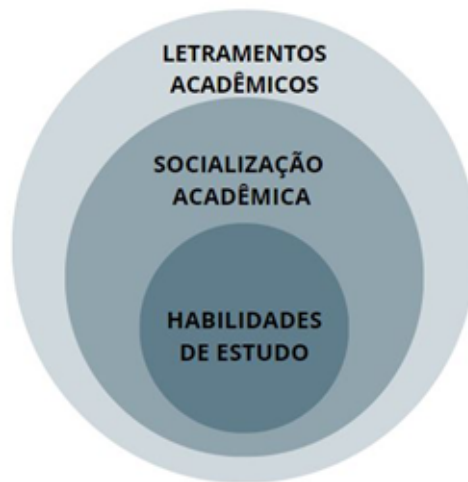 LETRAMENTOS
ACADÊMICOS
SOCIALIZAÇÃO
ACADÊMICA
HABILIDADES
DE ESTUDO